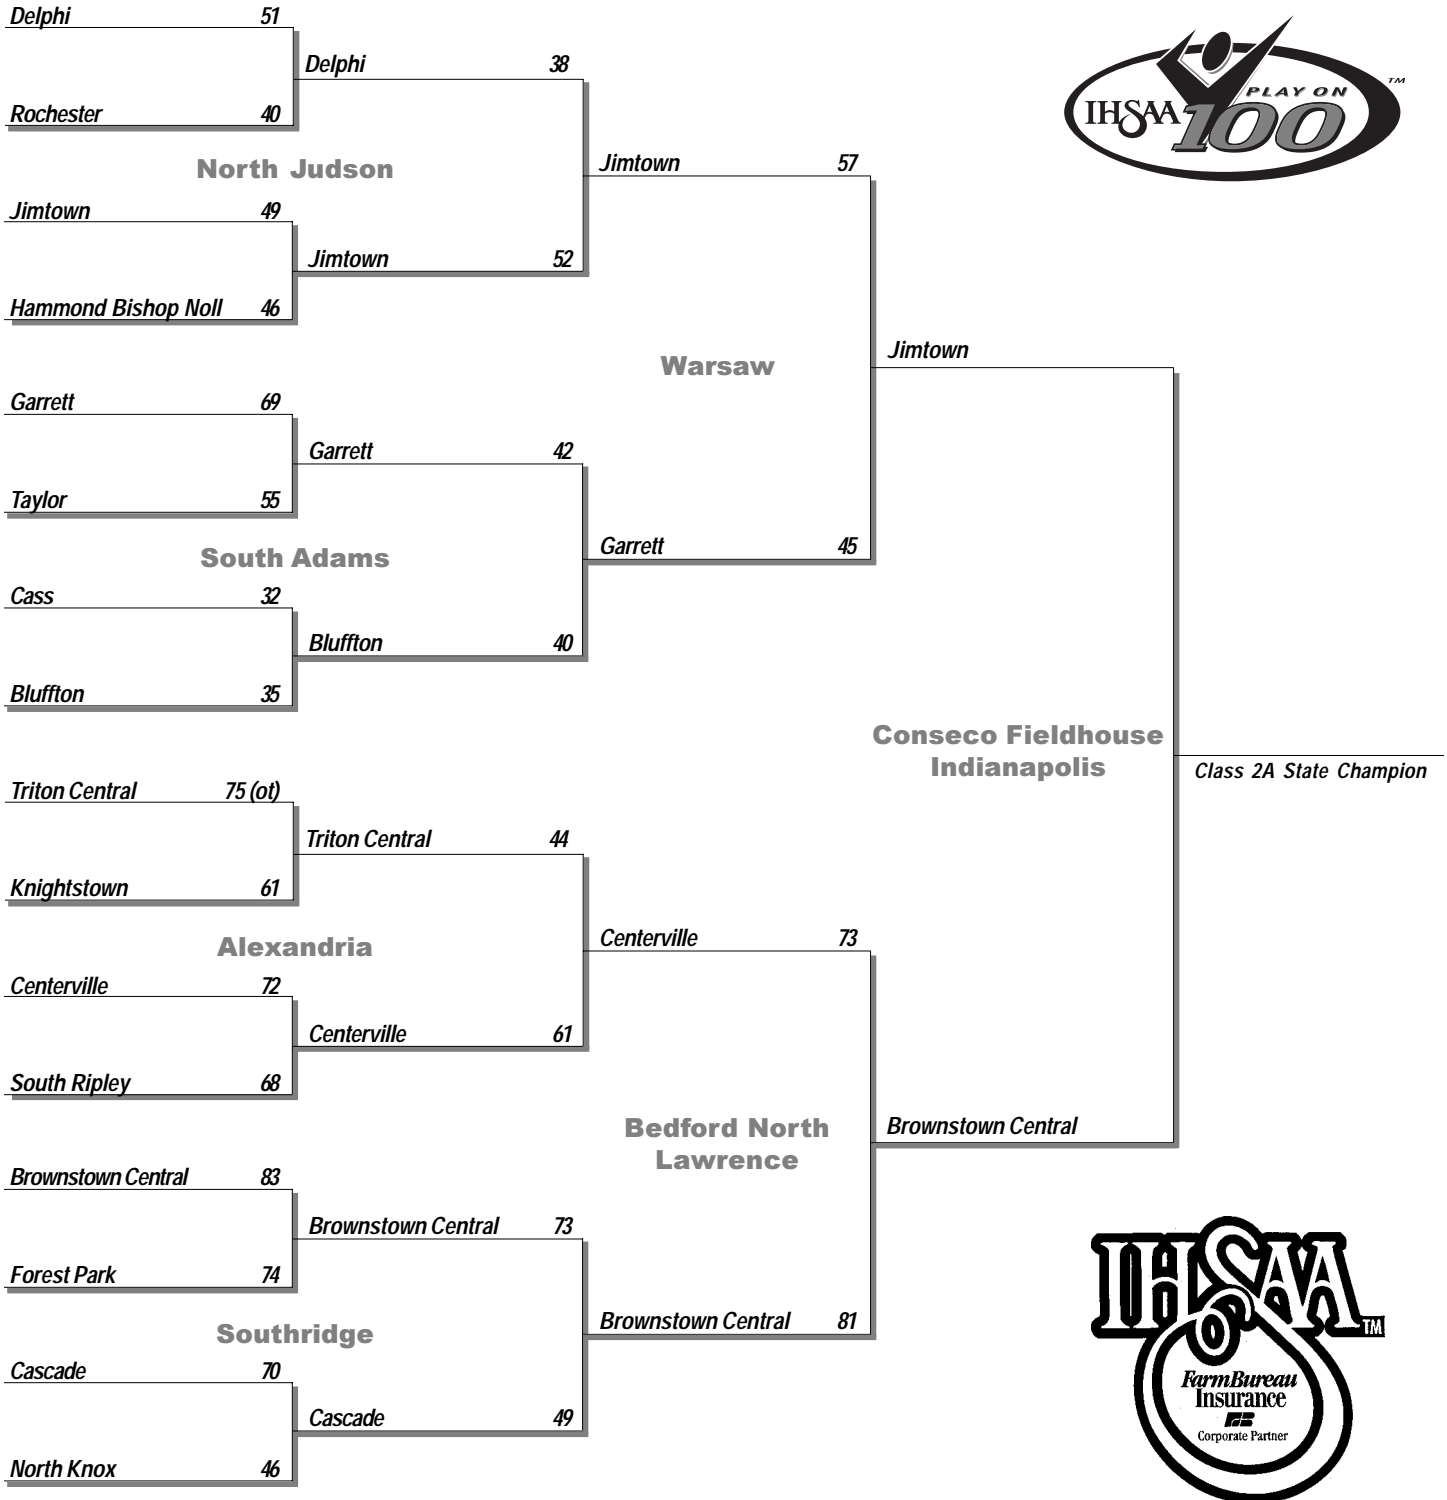 Delphi 51
Delphi 38
Rochester 40
North Judson
Jimtown 57
Jimtown 49
Jimtown 52
Hammond Bishop Noll 46
Warsaw
Jimtown
Garrett 69
Garrett 42
Taylor 55
South Adams
Garrett 45
Cass 32
Bluffton 40
Bluffton 35
Conseco Fieldhouse
Indianapolis
Class 2A State Champion
Triton Central 75 (ot)
Triton Central 44
Knightstown 61
Alexandria
Centerville 73
Centerville 72
Centerville 61
South Ripley 68
Bedford North
Lawrence
Brownstown Central
Brownstown Central 83
Brownstown Central 73
Forest Park 74
Southridge
Brownstown Central 81
Cascade 70
Cascade 49
North Knox 46
IHSAA PLAY ON TM
100
IHSAA TM
FarmBureau
Insurance
FB
Corporate Partner